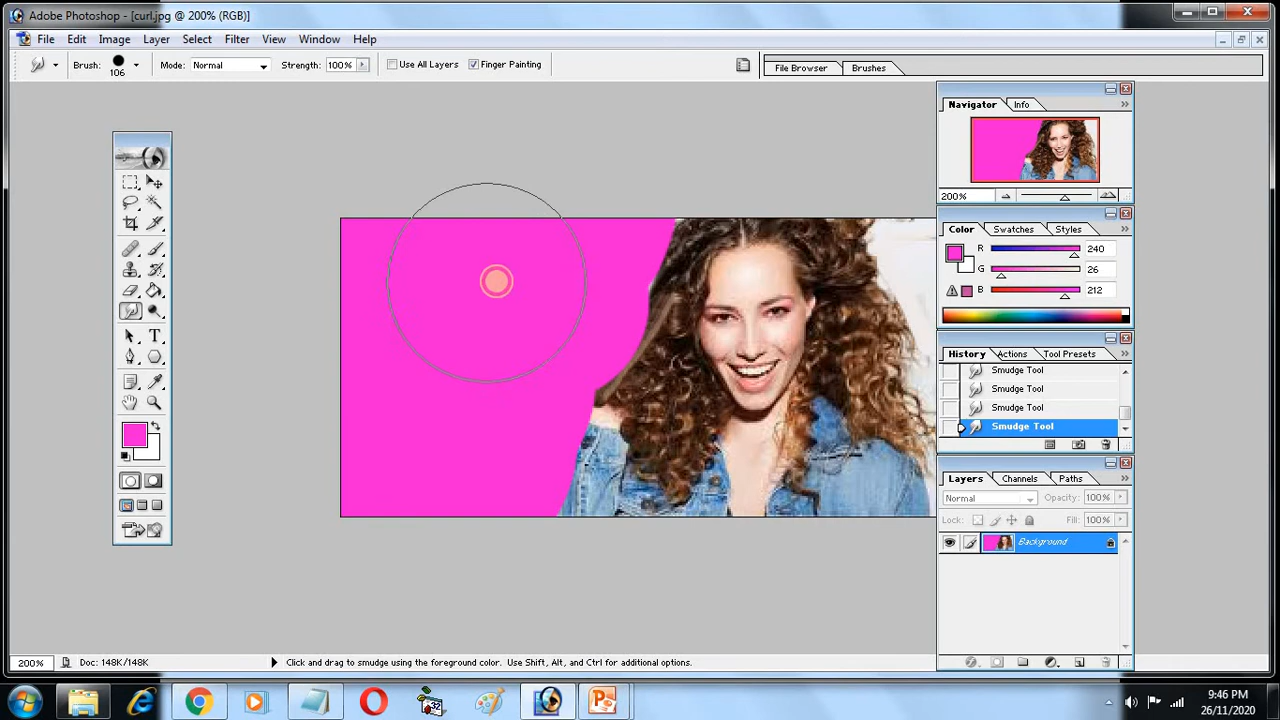 Adobe Photoshop - [curl.jpg @ 200% (RGB)]
File Edit Image Layer Select Filter View Window Help
Brush: 106 Mode: Normal Strength: 100% Use All Layers Finger Painting File Browser Brushes
Navigator Info
200%
Color Swatches Styles
R 240
G 26
B 212
History Actions Tool Presets
Smudge Tool
Smudge Tool
Smudge Tool
Smudge Tool
Layers Channels Paths
Normal Opacity: 100%
Lock: Fill: 100%
Background
200% Doc: 148K/148K Click and drag to smudge using the foreground color. Use Shift, Alt, and Ctrl for additional options.
9:46 PM
26/11/2020